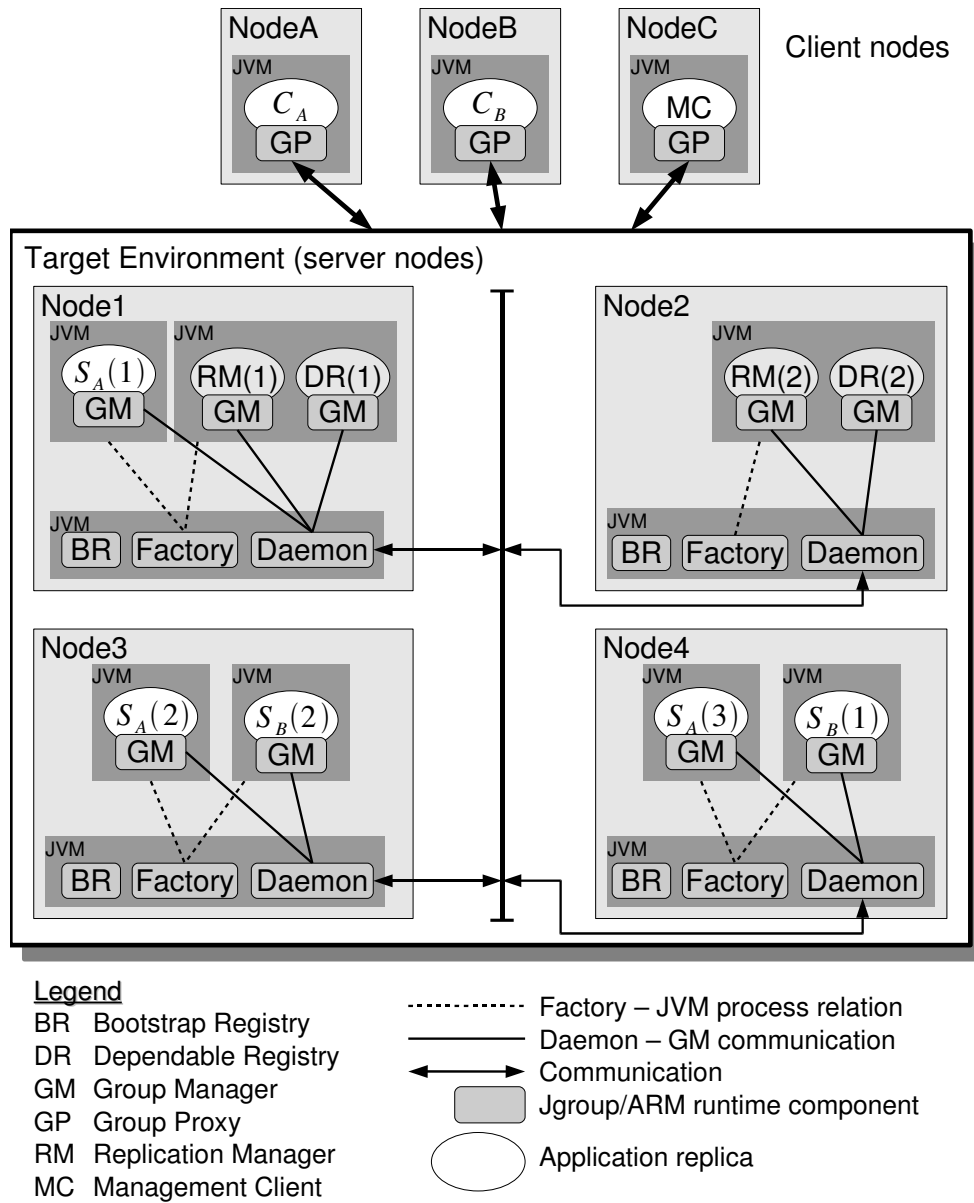 NodeA NodeB NodeC Client nodes
JVM JVM JVM
C_A C_B MC
GP GP GP
Target Environment (server nodes)
Node1 Node2
JVM JVM JVM
S_A(1) RM(1) DR(1) RM(2) DR(2)
GM GM GM GM GM
JVM JVM
BR Factory Daemon BR Factory Daemon
Node3 Node4
JVM JVM JVM JVM
S_A(2) S_B(2) S_A(3) S_B(1)
GM GM GM GM
JVM JVM
BR Factory Daemon BR Factory Daemon
Legend
BR Bootstrap Registry
DR Dependable Registry
GM Group Manager
GP Group Proxy
RM Replication Manager
MC Management Client
Factory – JVM process relation
Daemon – GM communication
Communication
Jgroup/ARM runtime component
Application replica